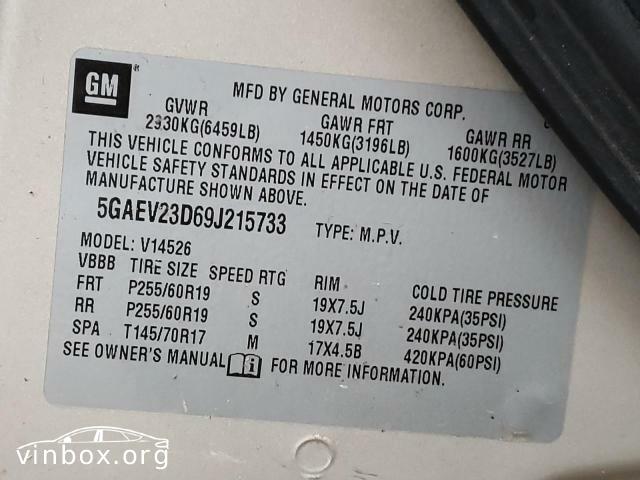 GM
MFD BY GENERAL MOTORS CORP.
GVWR GAWR FRT GAWR RR
2930KG(6459LB) 1450KG(3196LB) 1600KG(3527LB)
THIS VEHICLE CONFORMS TO ALL APPLICABLE U.S. FEDERAL MOTOR
VEHICLE SAFETY STANDARDS IN EFFECT ON THE DATE OF
MANUFACTURE SHOWN ABOVE.
5GAEV23D69J215733 TYPE: M.P.V.
MODEL: V14526
VBBB TIRE SIZE SPEED RTG RIM COLD TIRE PRESSURE
FRT P255/60R19 S 19X7.5J 240KPA(35PSI)
RR P255/60R19 S 19X7.5J 240KPA(35PSI)
SPA T145/70R17 M 17X4.5B 420KPA(60PSI)
SEE OWNER'S MANUAL FOR MORE INFORMATION.
vinbox.org